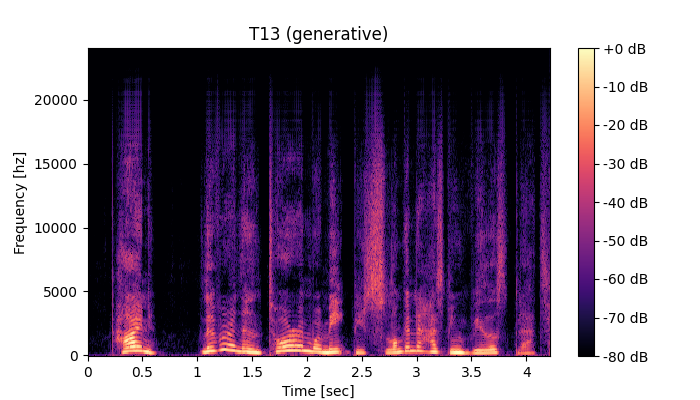 T13 (generative)
Frequency [hz]
20000
15000
10000
5000
0
0 0.5 1 1.5 2 2.5 3 3.5 4
Time [sec]
+0 dB
-10 dB
-20 dB
-30 dB
-40 dB
-50 dB
-60 dB
-70 dB
-80 dB